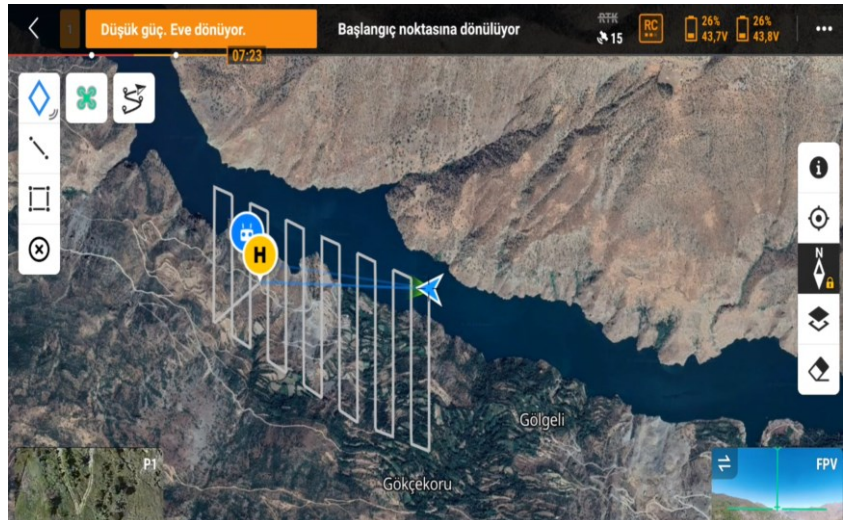 1
Düşük güç. Eve dönüyor.
Başlangıç noktasına dönülüyor
RTK
15
RC
26%
43,7V
26%
43,8V
07:23
H
N
Gölgeli
Gökçekoru
P1
FPV